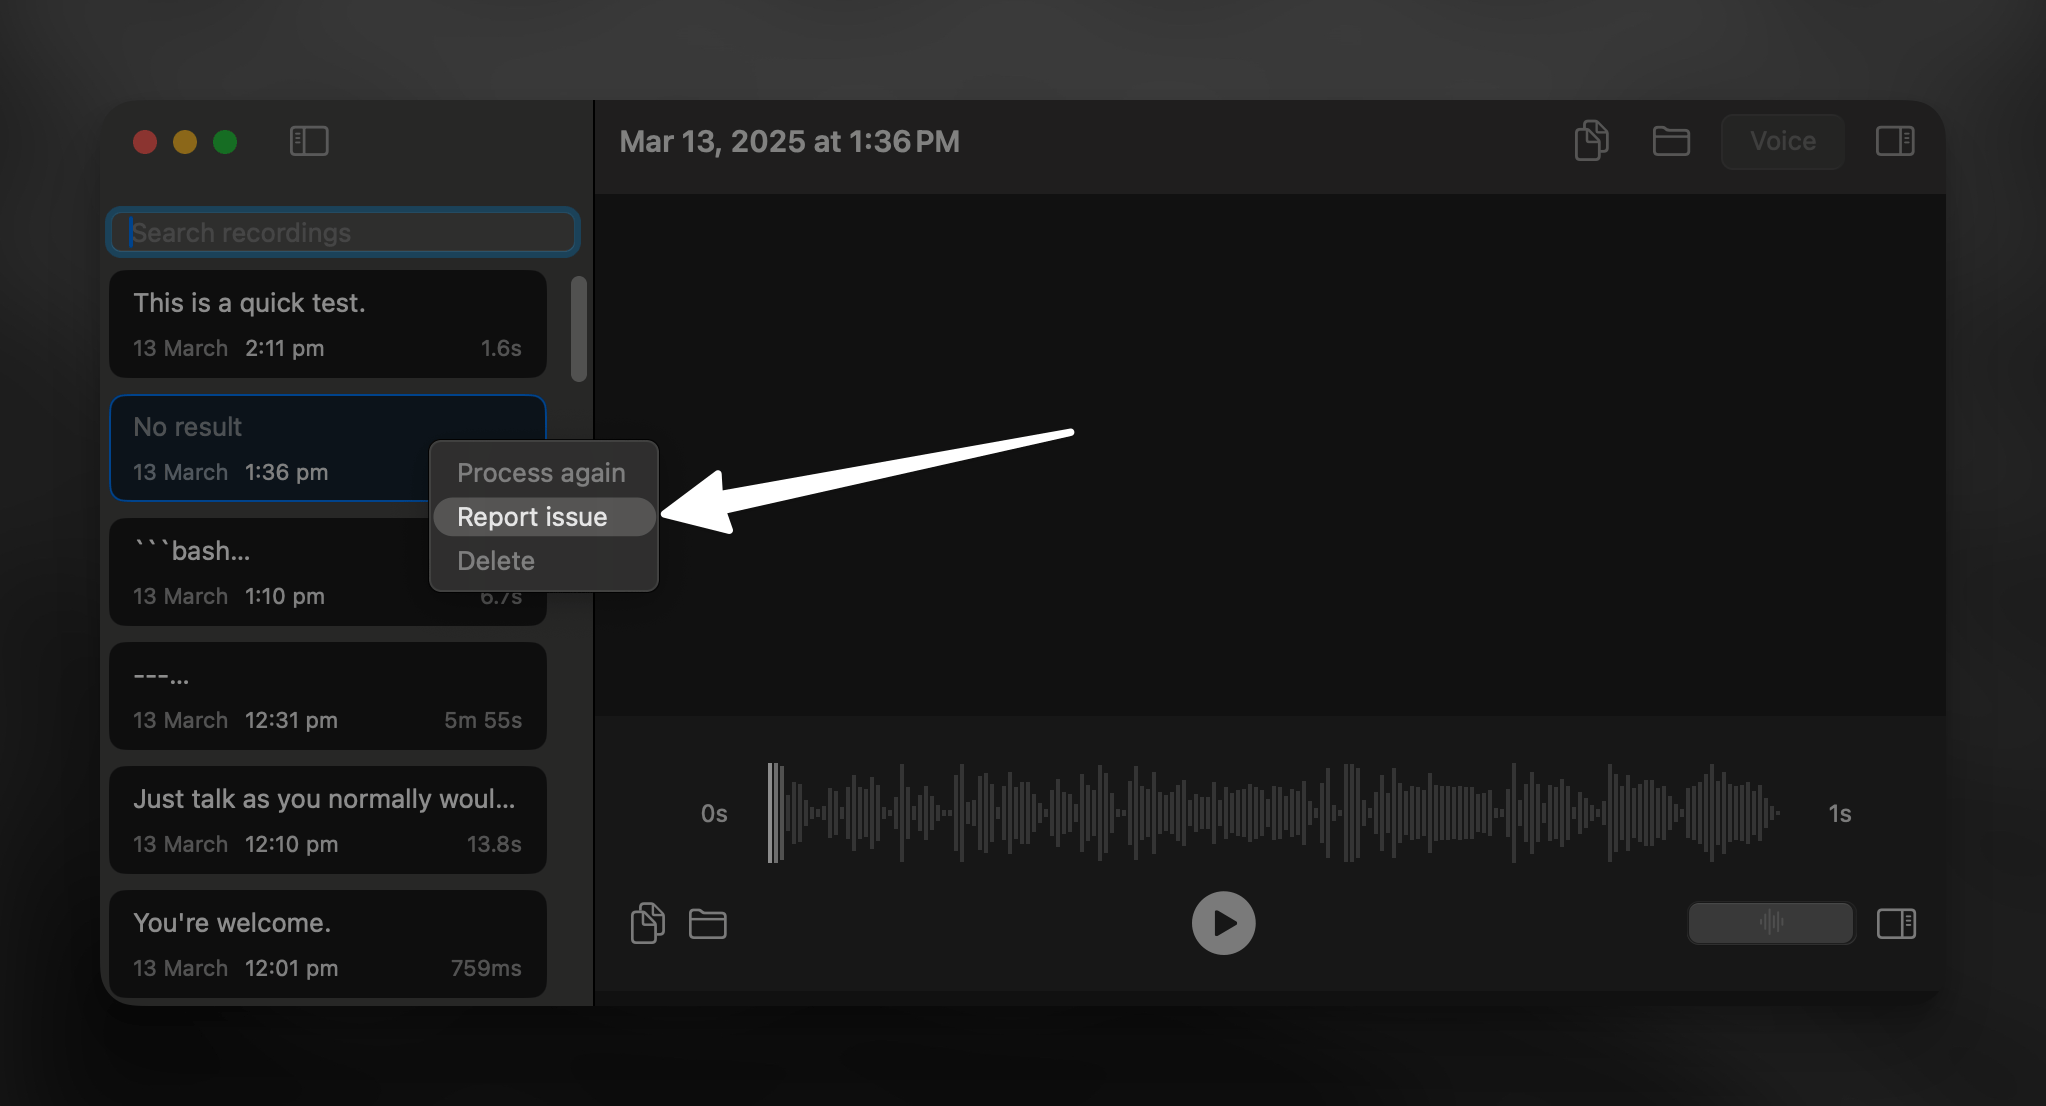 Mar 13, 2025 at 1:36 PM
Voice
Search recordings
This is a quick test.
13 March 2:11 pm 1.6s
No result
13 March 1:36 pm
Process again
Report issue
Delete
```bash...
13 March 1:10 pm 6.7s
---...
13 March 12:31 pm 5m 55s
Just talk as you normally woul...
13 March 12:10 pm 13.8s
You're welcome.
13 March 12:01 pm 759ms
0s
1s